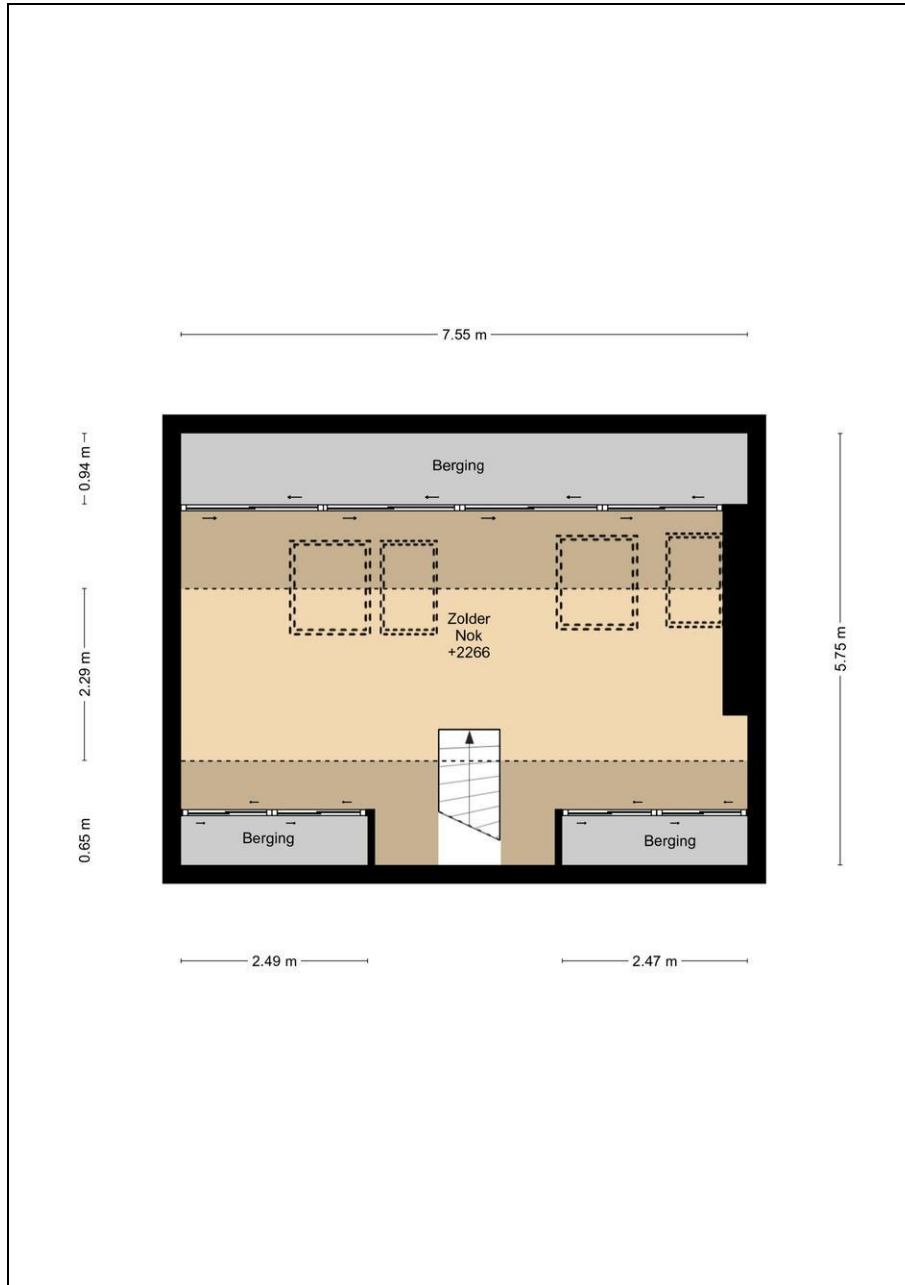 7.55 m
0.94 m
Berging
Zolder
Nok
+2266
2.29 m
5.75 m
0.65 m
Berging
Berging
2.49 m
2.47 m